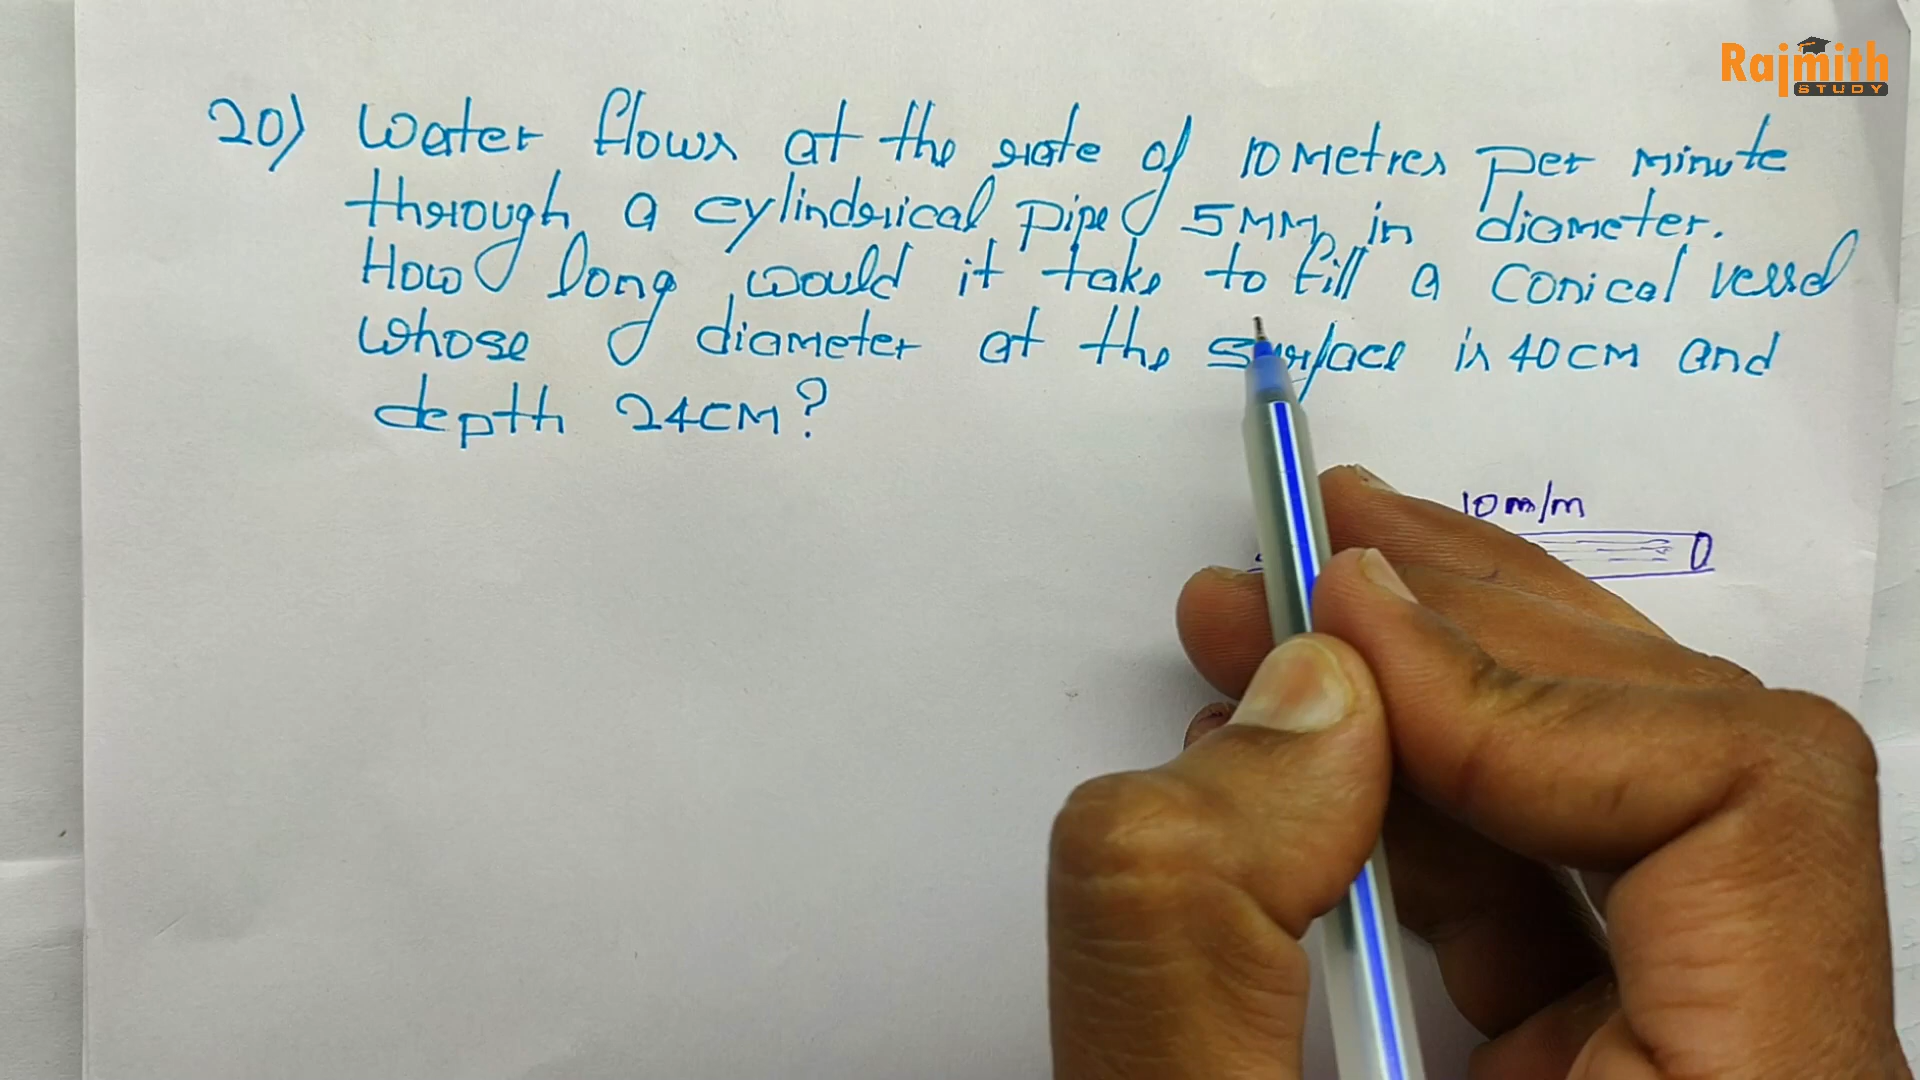 Rajmith
STUDY
20) Water flows at the rate of 10 Metres per minute
through a cylinderical pipe 5MM in diameter.
How long would it take to fill a conical vessel
whose diameter at the surface is 40CM and
depth 24CM?
10m/m